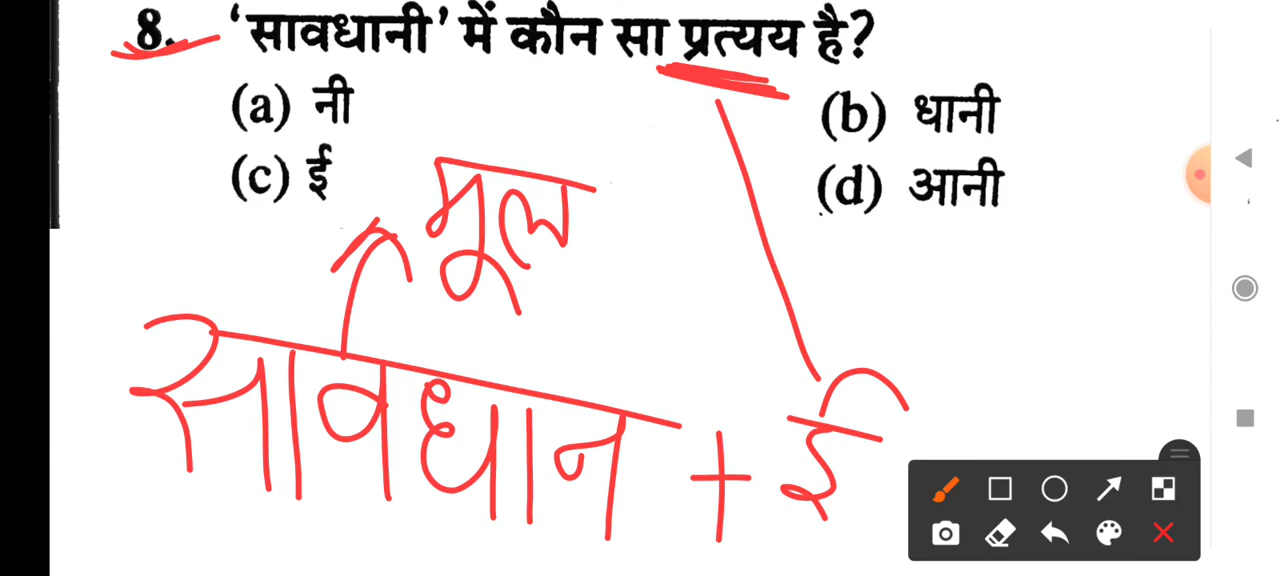 8. 'सावधानी' में कौन सा प्रत्यय है?
(a) नी (b) धानी
(c) ई (d) आनी
मूल
सावधान + ई